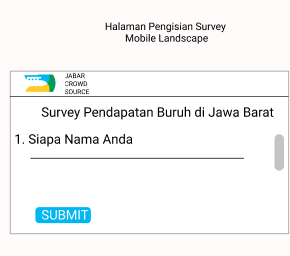 Halaman Pengisian Survey
Mobile Landscape
JABAR
CROWD
SOURCE
Survey Pendapatan Buruh di Jawa Barat
1. Siapa Nama Anda
SUBMIT